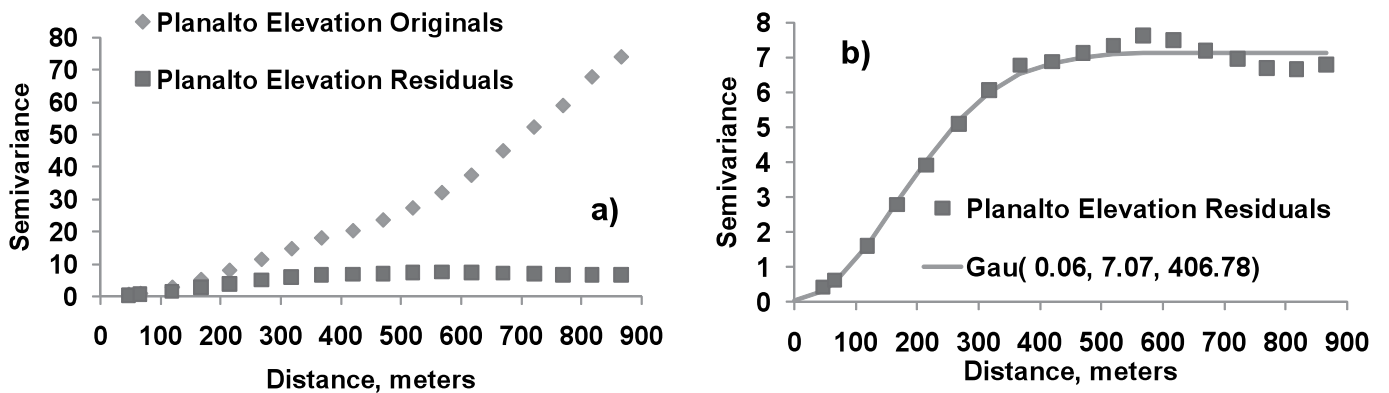 Planalto Elevation Originals
Planalto Elevation Residuals
a)
Semivariance
80
70
60
50
40
30
20
10
0
0 100 200 300 400 500 600 700 800 900
Distance, meters
b)
Semivariance
8
7
6
5
4
3
2
1
0
Planalto Elevation Residuals
Gau( 0.06, 7.07, 406.78)
0 100 200 300 400 500 600 700 800 900
Distance, meters